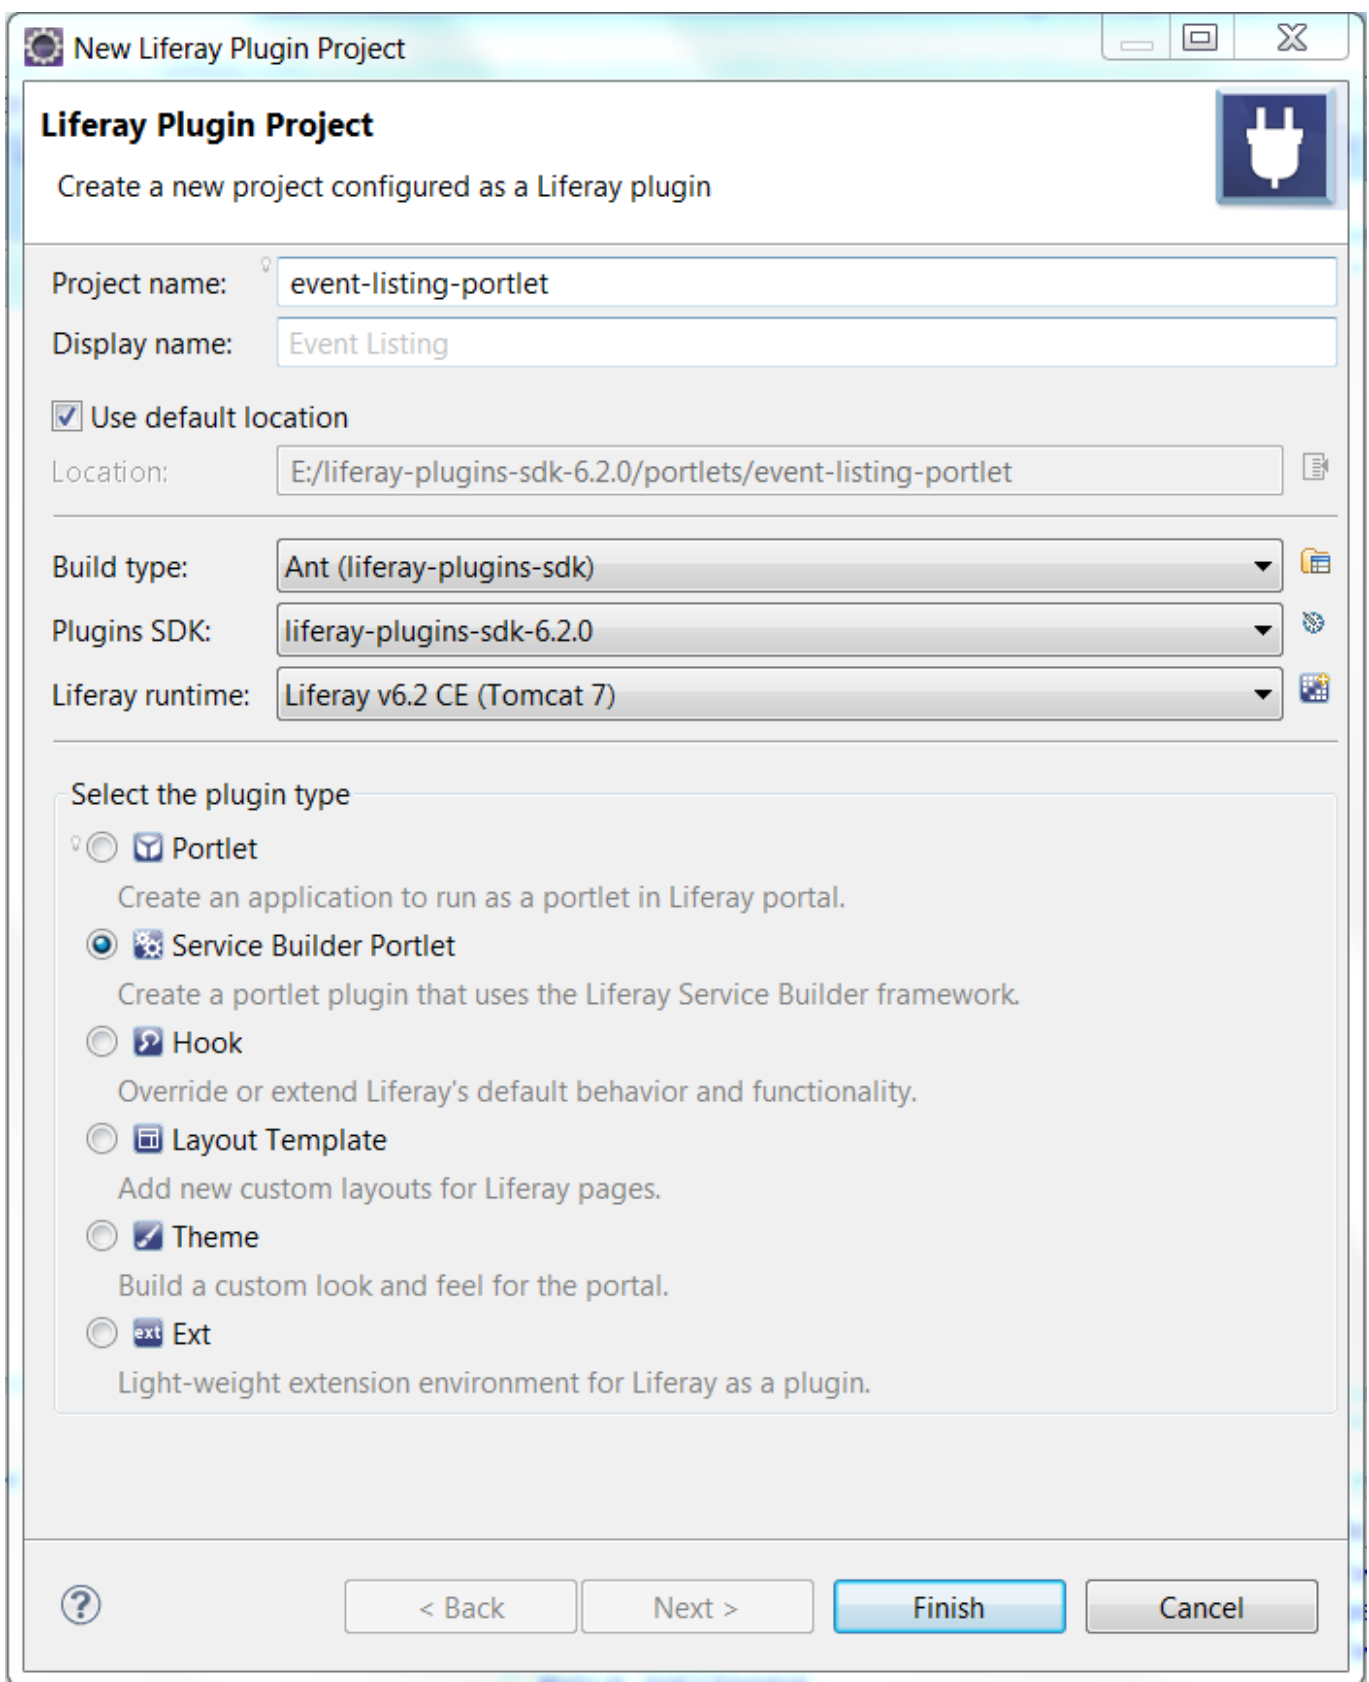 New Liferay Plugin Project
Liferay Plugin Project
Create a new project configured as a Liferay plugin
Project name: event-listing-portlet
Display name: Event Listing
Use default location
Location: E:/liferay-plugins-sdk-6.2.0/portlets/event-listing-portlet
Build type: Ant (liferay-plugins-sdk)
Plugins SDK: liferay-plugins-sdk-6.2.0
Liferay runtime: Liferay v6.2 CE (Tomcat 7)
Select the plugin type
Portlet
Create an application to run as a portlet in Liferay portal.
Service Builder Portlet
Create a portlet plugin that uses the Liferay Service Builder framework.
Hook
Override or extend Liferay's default behavior and functionality.
Layout Template
Add new custom layouts for Liferay pages.
Theme
Build a custom look and feel for the portal.
ext Ext
Light-weight extension environment for Liferay as a plugin.
? < Back Next > Finish Cancel